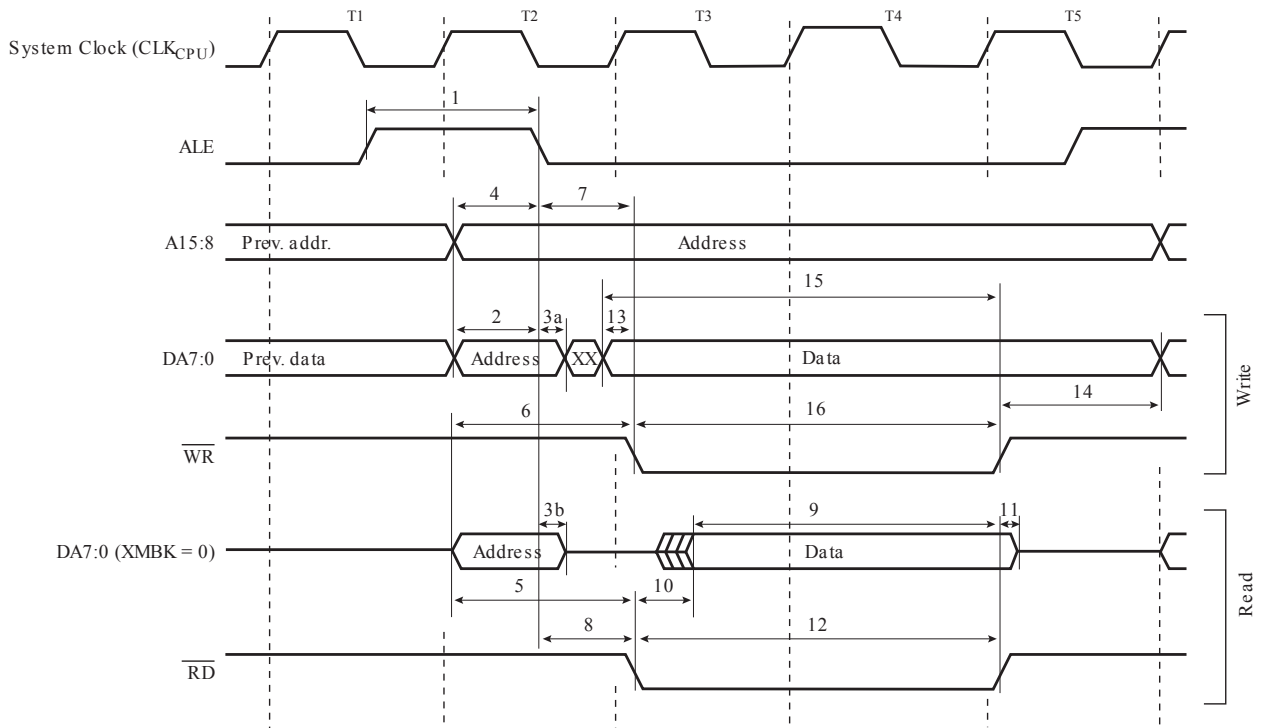 T1 T2 T3 T4 T5
System Clock (CLKCPU)
1
ALE
4 7
A15:8 Prev. addr. Address
15
2 3a 13
DA7:0 Prev. data Address XX Data
14
6 16
WR
Write
3b 9 11
DA7:0 (XMBK = 0) Address Data
5 10
8 12
RD
Read